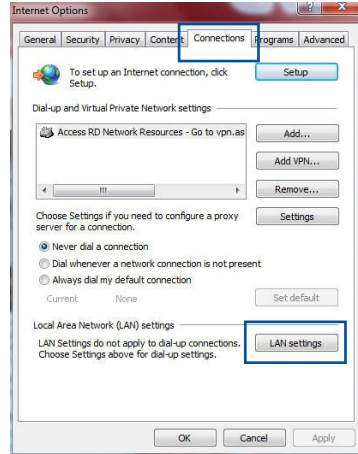 Internet Options
General Security Privacy Content Connections Programs Advanced
To set up an Internet connection, click
Setup.
Setup
Dial-up and Virtual Private Network settings
Access RD Network Resources - Go to vpn.as
Add...
Add VPN...
Remove...
Choose Settings if you need to configure a proxy
server for a connection.
Settings
Never dial a connection
Dial whenever a network connection is not present
Always dial my default connection
Current None
Set default
Local Area Network (LAN) settings
LAN Settings do not apply to dial-up connections.
Choose Settings above for dial-up settings.
LAN settings
OK Cancel Apply